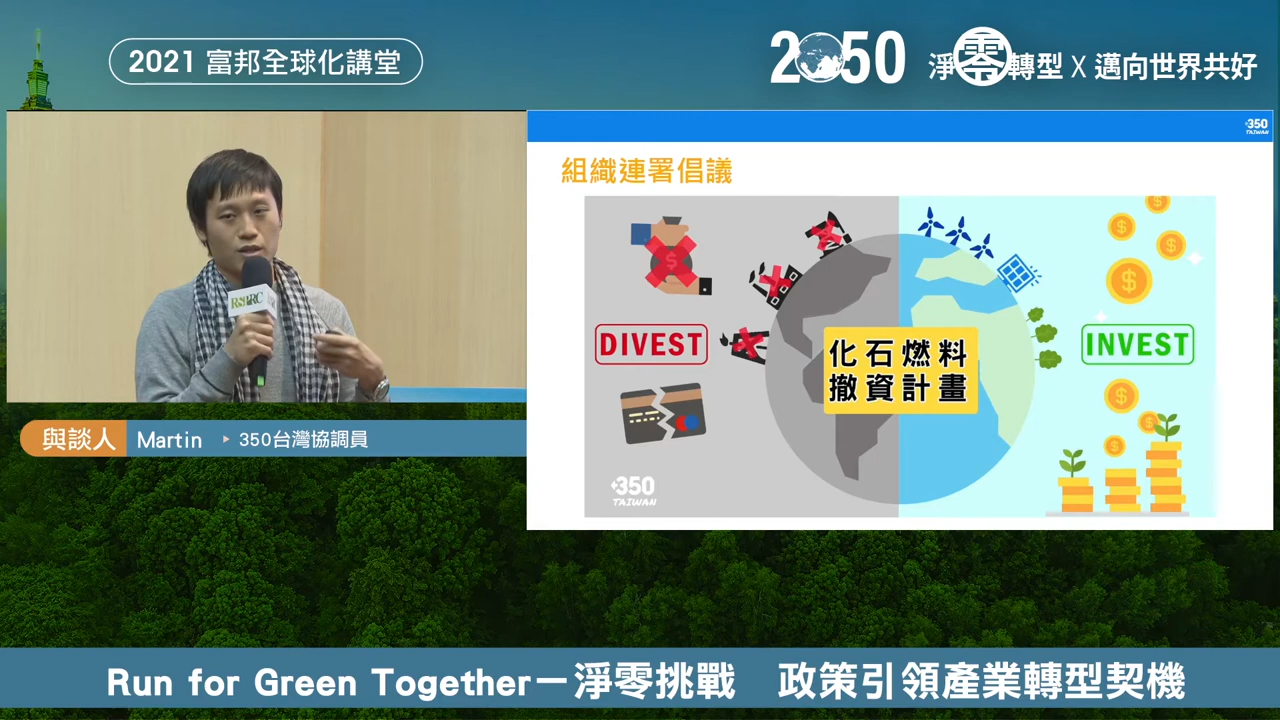 2021 富邦全球化講堂
2050 淨零轉型 X 邁向世界共好
+350
TAIWAN
組織連署倡議
RSPRC
DIVEST
化石燃料
撤資計畫
INVEST
與談人 Martin ▸ 350台灣協調員
+350
TAIWAN
Run for Green Together－淨零挑戰 政策引領產業轉型契機